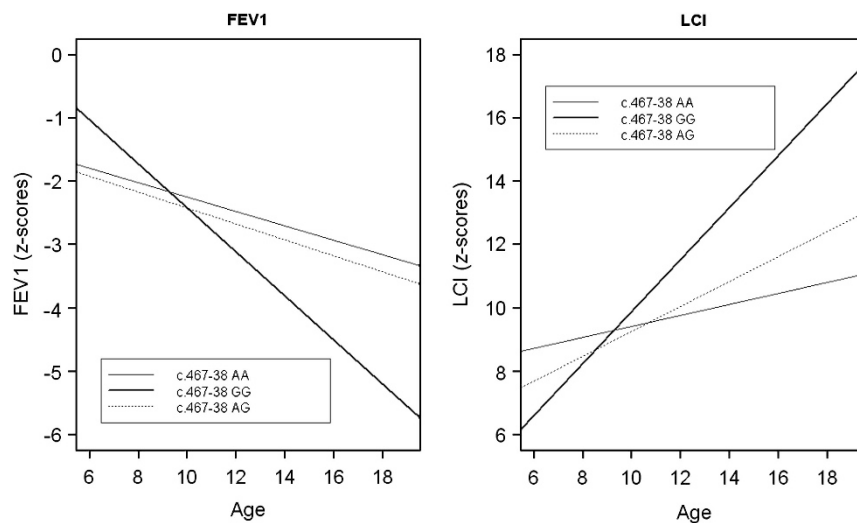 FEV1
0
-1
-2
-3
-4
-5
-6
FEV1 (z-scores)
c.467-38 AA
c.467-38 GG
c.467-38 AG
6 8 10 12 14 16 18
Age
LCI
18
16
14
12
10
8
6
LCI (z-scores)
c.467-38 AA
c.467-38 GG
c.467-38 AG
6 8 10 12 14 16 18
Age